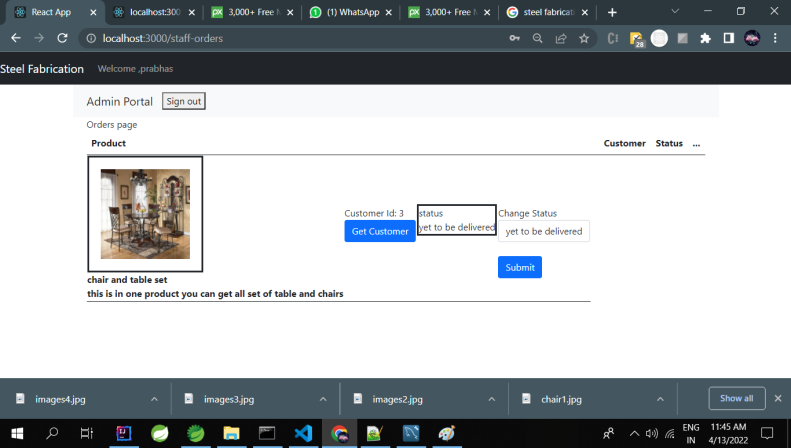 React App
localhost:300
3,000+ Free
(1) WhatsApp
3,000+ Free
steel fabricati
localhost:3000/staff-orders
28
Steel Fabrication Welcome ,prabhas
Admin Portal Sign out
Orders page
Product Customer Status ...
Customer Id: 3 status Change Status
Get Customer yet to be delivered yet to be delivered
Submit
chair and table set
this is in one product you can get all set of table and chairs
images4.jpg images3.jpg images2.jpg chair1.jpg Show all
ENG 11:45 AM
IN 4/13/2022